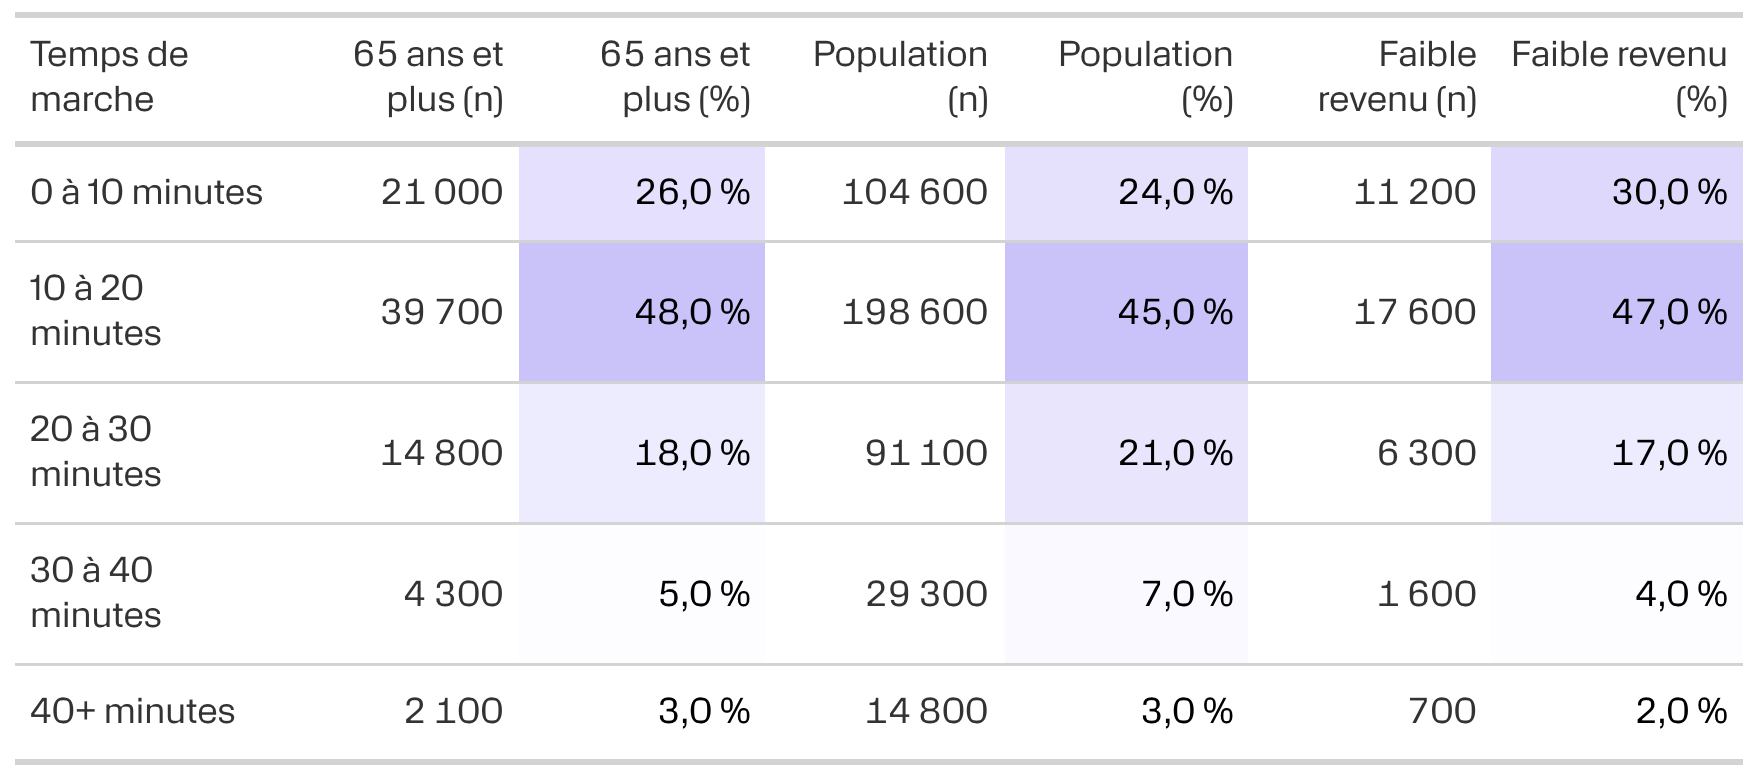 Temps de marche 65 ans et plus (n) 65 ans et plus (%) Population (n) Population (%) Faible revenu (n) Faible revenu (%)
0 à 10 minutes 21 000 26,0 % 104 600 24,0 % 11 200 30,0 %
10 à 20 minutes 39 700 48,0 % 198 600 45,0 % 17 600 47,0 %
20 à 30 minutes 14 800 18,0 % 91 100 21,0 % 6 300 17,0 %
30 à 40 minutes 4 300 5,0 % 29 300 7,0 % 1 600 4,0 %
40+ minutes 2 100 3,0 % 14 800 3,0 % 700 2,0 %